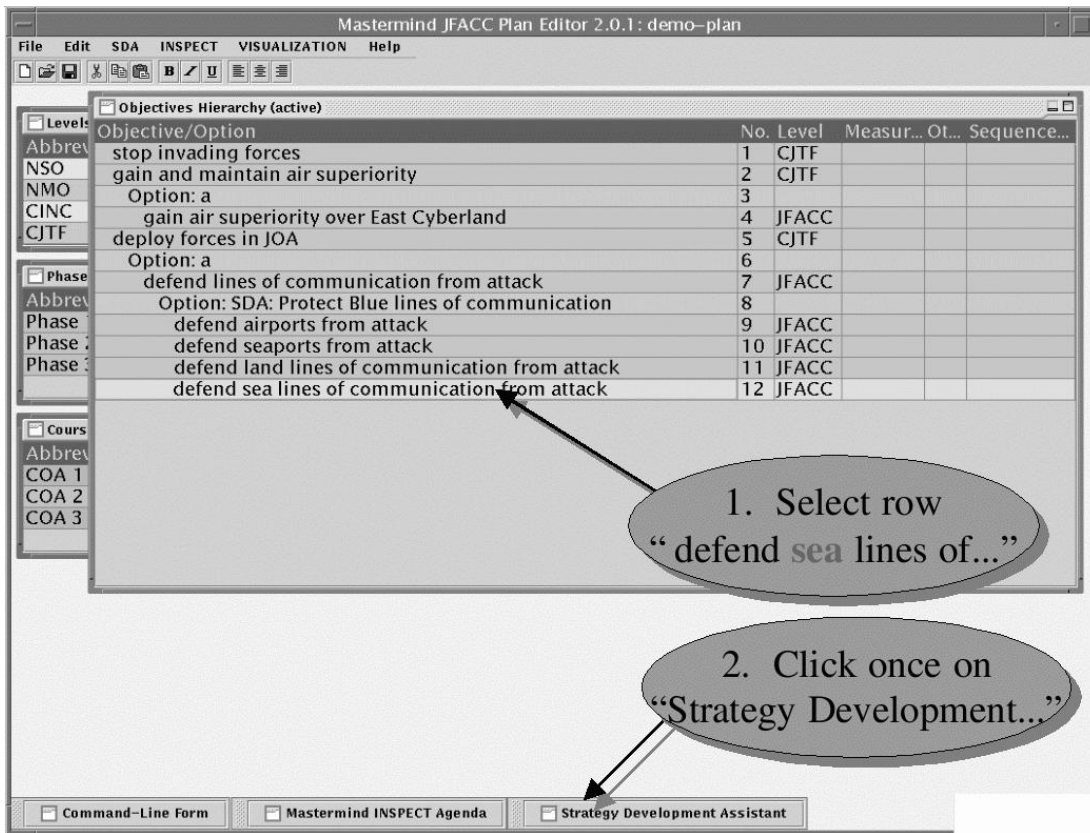 Mastermind JFACC Plan Editor 2.0.1: demo-plan
File Edit SDA INSPECT VISUALIZATION Help
B I U
Objectives Hierarchy (active)
Objective/Option No. Level Measur... Ot... Sequence...
stop invading forces 1 CJTF
gain and maintain air superiority 2 CJTF
Option: a 3
gain air superiority over East Cyberland 4 JFACC
deploy forces in JOA 5 CJTF
Option: a 6
defend lines of communication from attack 7 JFACC
Option: SDA: Protect Blue lines of communication 8
defend airports from attack 9 JFACC
defend seaports from attack 10 JFACC
defend land lines of communication from attack 11 JFACC
defend sea lines of communication from attack 12 JFACC
Levels
Abbrev
NSO
NMO
CINC
CJTF
Phase
Abbrev
Phase
Phase
Phase
Cours
Abbrev
COA 1
COA 2
COA 3
1. Select row
“ defend sea lines of...”
2. Click once on
“Strategy Development...”
Command-Line Form Mastermind INSPECT Agenda Strategy Development Assistant